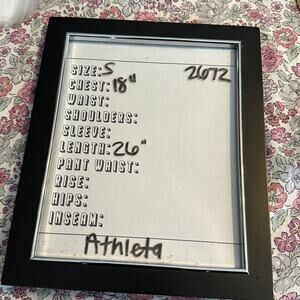 SIZE: S 2672
CHEST: 18"
WAIST:
SHOULDERS:
SLEEVE:
LENGTH: 26"
PANT WAIST:
RISE:
HIPS:
INSEAM:
Athleta